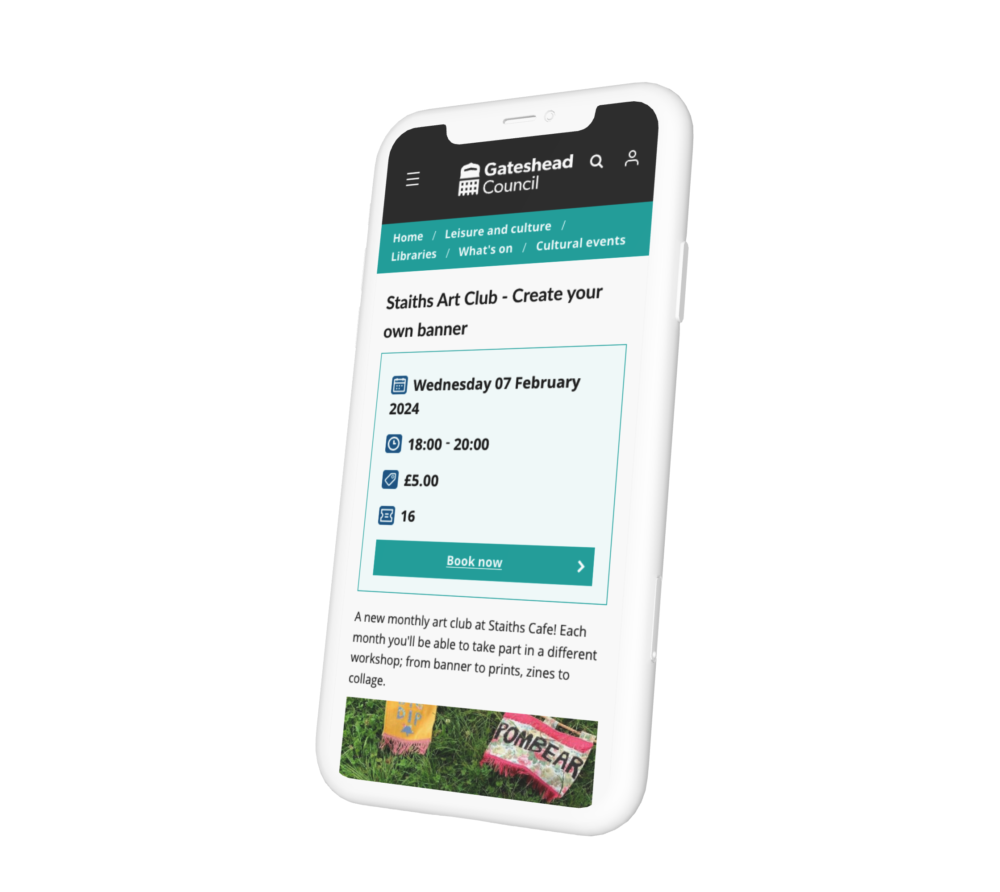 Gateshead
Council
Home / Leisure and culture /
Libraries / What's on / Cultural events
Staiths Art Club - Create your
own banner
Wednesday 07 February
2024
18:00 - 20:00
£5.00
16
Book now
A new monthly art club at Staiths Cafe! Each
month you'll be able to take part in a different
workshop; from banner to prints, zines to
collage.
DIP
POMBEAR